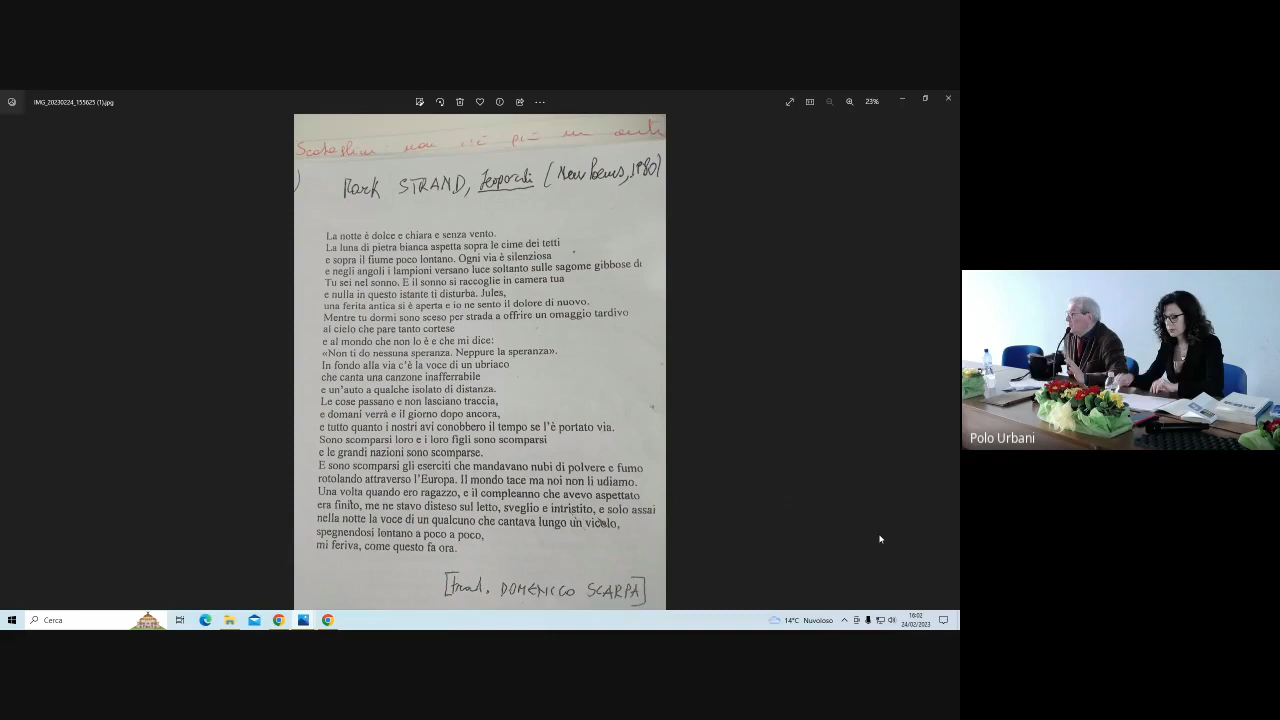 IMG_20230224_155625 (1).jpg
23%
Mark STRAND, Leopardi (New Poems, 1980)
La notte è dolce e chiara e senza vento.
La luna di pietra bianca aspetta sopra le cime dei tetti
e sopra il fiume poco lontano. Ogni via è silenziosa
e negli angoli i lampioni versano luce soltanto sulle sagome gibbose
Tu sei nel sonno. E il sonno si raccoglie in camera tua
e nulla in questo istante ti disturba. Jules,
una ferita antica si è aperta e io ne sento il dolore di nuovo.
Mentre tu dormi sono sceso per strada a offrire un omaggio tardivo
al cielo che pare tanto cortese
e al mondo che non lo è e che mi dice:
«Non ti do nessuna speranza. Neppure la speranza».
In fondo alla via c'è la voce di un ubriaco
che canta una canzone inafferrabile
e un'auto a qualche isolato di distanza.
Le cose passano e non lasciano traccia,
e domani verrà e il giorno dopo ancora,
e tutto quanto i nostri avi conobbero il tempo se l'è portato via.
Sono scomparsi loro e i loro figli sono scomparsi
e le grandi nazioni sono scomparse.
E sono scomparsi gli eserciti che mandavano nubi di polvere e fumo
rotolando attraverso l'Europa. Il mondo tace ma noi non li udiamo.
Una volta quando ero ragazzo, e il compleanno che avevo aspettato
era finito, me ne stavo disteso sul letto, sveglio e intristito, e solo assai
nella notte la voce di un qualcuno che cantava lungo un vicolo,
spegnendosi lontano a poco a poco,
mi feriva, come questo fa ora.
[trad. DOMENICO SCARPA]
Polo Urbani
Cerca
14°C Nuvoloso
16:02
24/02/2023